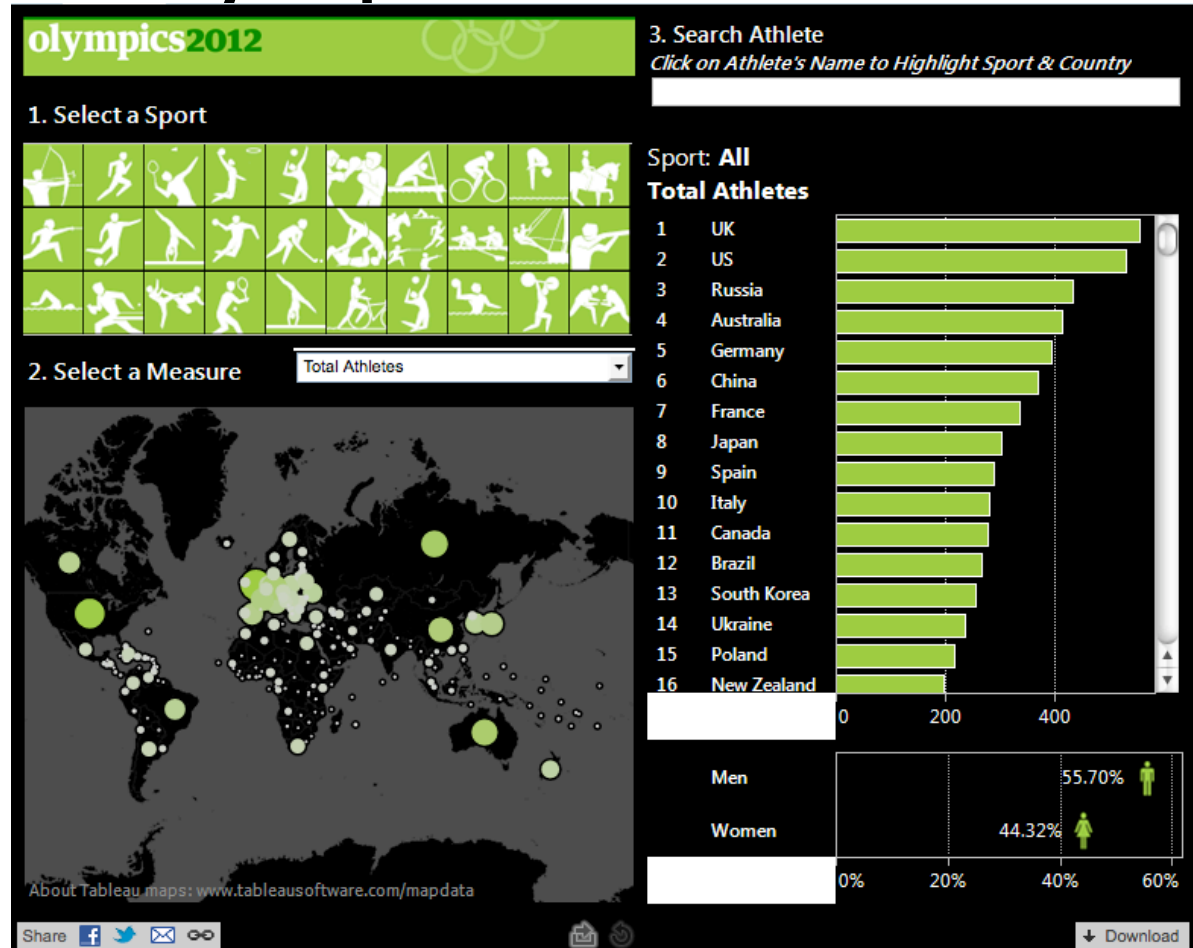 olympics2012
1. Select a Sport
2. Select a Measure
Total Athletes
About Tableau maps: www.tableausoftware.com/mapdata
Share
3. Search Athlete
Click on Athlete's Name to Highlight Sport & Country
Sport: All
Total Athletes
1 UK
2 US
3 Russia
4 Australia
5 Germany
6 China
7 France
8 Japan
9 Spain
10 Italy
11 Canada
12 Brazil
13 South Korea
14 Ukraine
15 Poland
16 New Zealand
0 200 400
Men 55.70%
Women 44.32%
0% 20% 40% 60%
Download